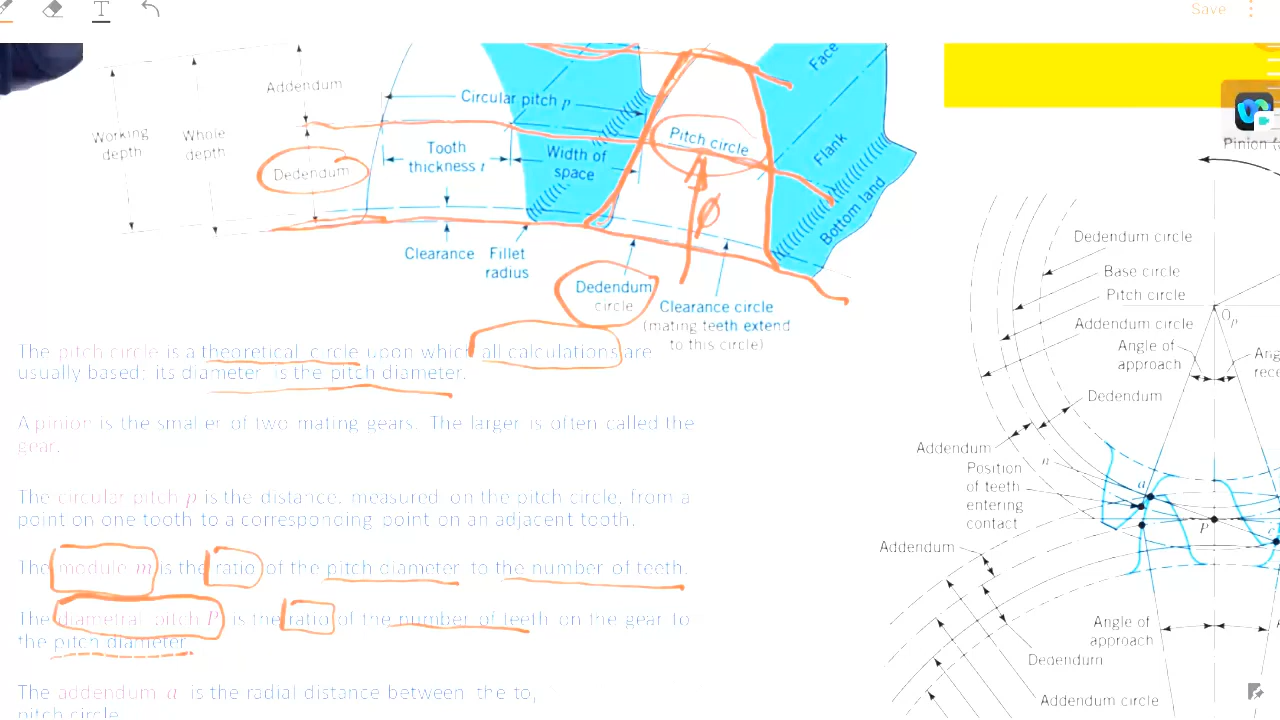 Save
Addendum
Face
Circular pitch p
Working
depth
Whole
depth
Tooth
thickness t
Width of
space
Pitch circle
Flank
Dedendum
Bottom land
ϕ
Clearance
Fillet
radius
Dedendum
circle
Clearance circle
(mating teeth extend
to this circle)
The pitch circle is a theoretical circle upon which all calculations are
usually based; its diameter is the pitch diameter.
A pinion is the smaller of two mating gears. The larger is often called the
gear.
The circular pitch p is the distance, measured on the pitch circle, from a
point on one tooth to a corresponding point on an adjacent tooth.
The module m is the ratio of the pitch diameter to the number of teeth.
The diametral pitch P is the ratio of the number of teeth on the gear to
the pitch diameter.
The addendum a is the radial distance between the to
pitch circle.
Pinion
Dedendum circle
Base circle
Pitch circle
Addendum circle
Op
Angle of
approach
Dedendum
Addendum
Position
of teeth
entering
contact
n
a
P
c
Addendum
Angle of
approach
Dedendum
Addendum circle